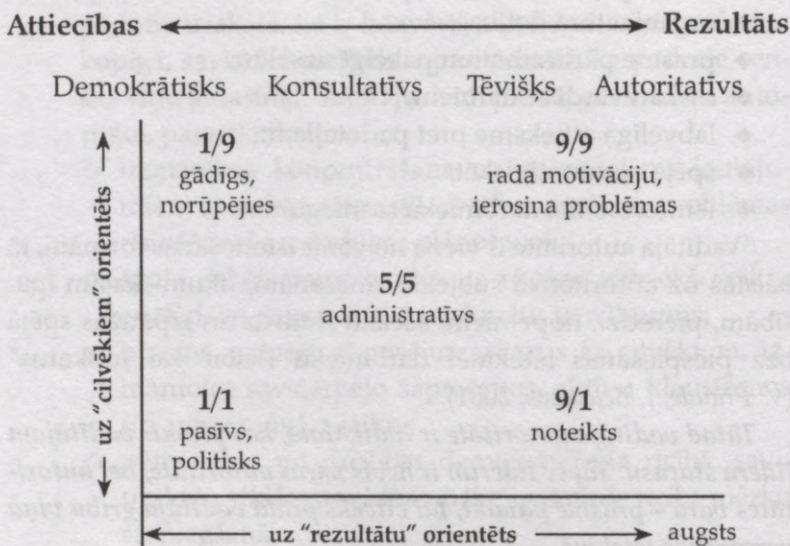 Attiecības Rezultāts
Demokrātisks Konsultatīvs Tēvišķs Autoritatīvs
1/9 9/9
gādīgs, rada motivāciju,
norūpējies ierosina problēmas
5/5
administratīvs
1/1 9/1
pasīvs, noteikts
politisks
uz "cilvēkiem" orientēts
uz "rezultātu" orientēts augsts